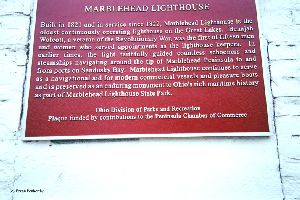 MARBLEHEAD LIGHTHOUSE
Built in 1821 and in service since 1822, Marblehead Lighthouse is the
oldest continuously operating lighthouse on the Great Lakes. Benajah
Wolcott, a veteran of the Revolutionary War, was the first of fifteen men
and women who served appointments as the lighthouse keepers. In
earlier times, the light faithfully guided countless schooners and
steamships navigating around the tip of Marblehead Peninsula to and
from ports on Sandusky Bay. Marblehead Lighthouse continues to serve
as a navigational aid for modern commercial vessels and pleasure boats
and is preserved as an enduring monument to Ohio's rich maritime history
as part of Marblehead Lighthouse State Park.
Ohio Division of Parks and Recreation
Plaque funded by contributions to the Peninsula Chamber of Commerce